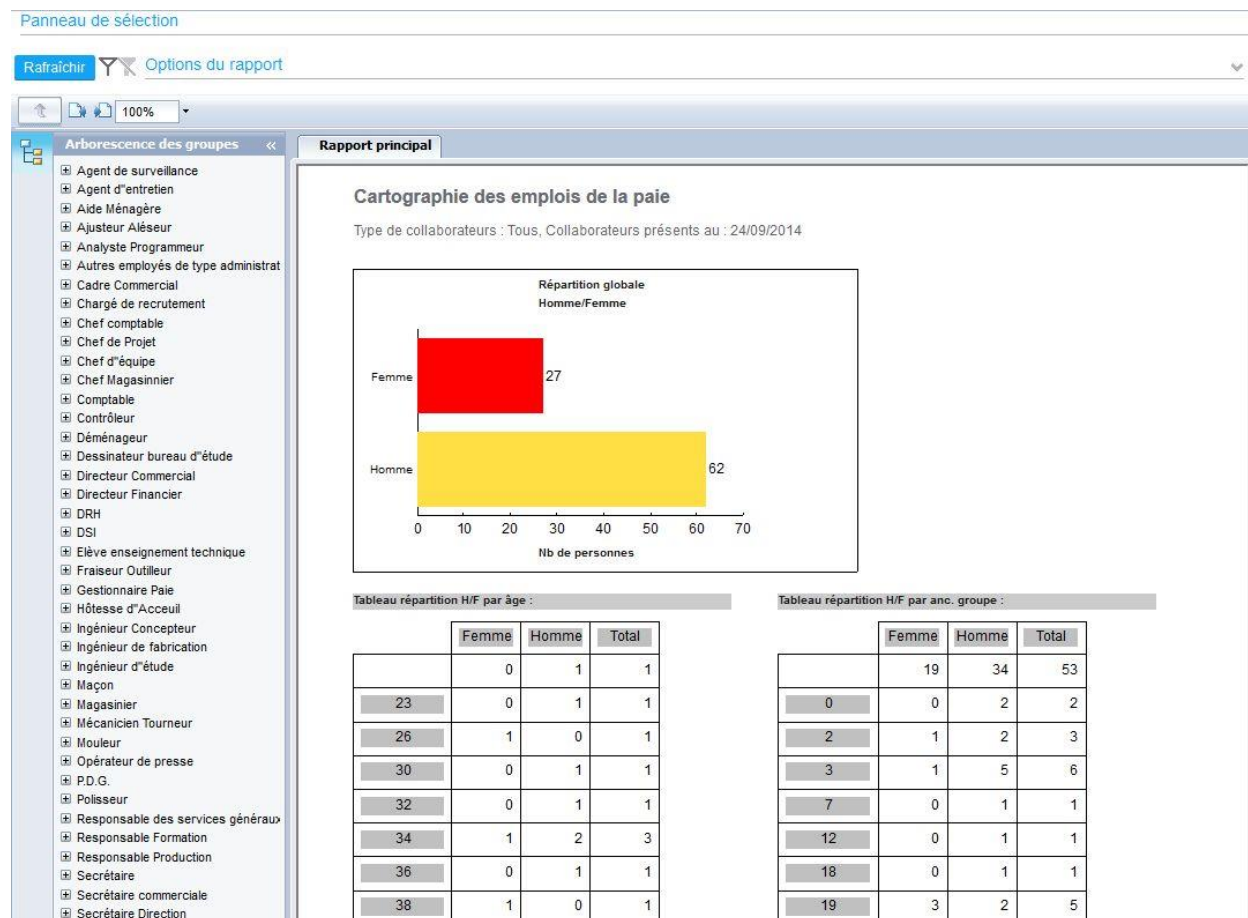 Panneau de sélection
Rafraîchir Options du rapport
100%
Arborescence des groupes «
Agent de surveillance
Agent d"entretien
Aide Ménagère
Ajusteur Aléseur
Analyste Programmeur
Autres employés de type administrat
Cadre Commercial
Chargé de recrutement
Chef comptable
Chef de Projet
Chef d"équipe
Chef Magasinnier
Comptable
Contrôleur
Déménageur
Dessinateur bureau d"étude
Directeur Commercial
Directeur Financier
DRH
DSI
Elève enseignement technique
Fraiseur Outilleur
Gestionnaire Paie
Hôtesse d"Acceuil
Ingénieur Concepteur
Ingénieur de fabrication
Ingénieur d"étude
Maçon
Magasinier
Mécanicien Tourneur
Mouleur
Opérateur de presse
P.D.G.
Polisseur
Responsable des services généraux
Responsable Formation
Responsable Production
Secrétaire
Secrétaire commerciale
Secrétaire Direction
Rapport principal
Cartographie des emplois de la paie
Type de collaborateurs : Tous, Collaborateurs présents au : 24/09/2014
Répartition globale
Homme/Femme
Femme 27
Homme 62
0 10 20 30 40 50 60 70
Nb de personnes
Tableau répartition H/F par âge :
Femme Homme Total
0 1 1
23 0 1 1
26 1 0 1
30 0 1 1
32 0 1 1
34 1 2 3
36 0 1 1
38 1 0 1
Tableau répartition H/F par anc. groupe :
Femme Homme Total
19 34 53
0 0 2 2
2 1 2 3
3 1 5 6
7 0 1 1
12 0 1 1
18 0 1 1
19 3 2 5